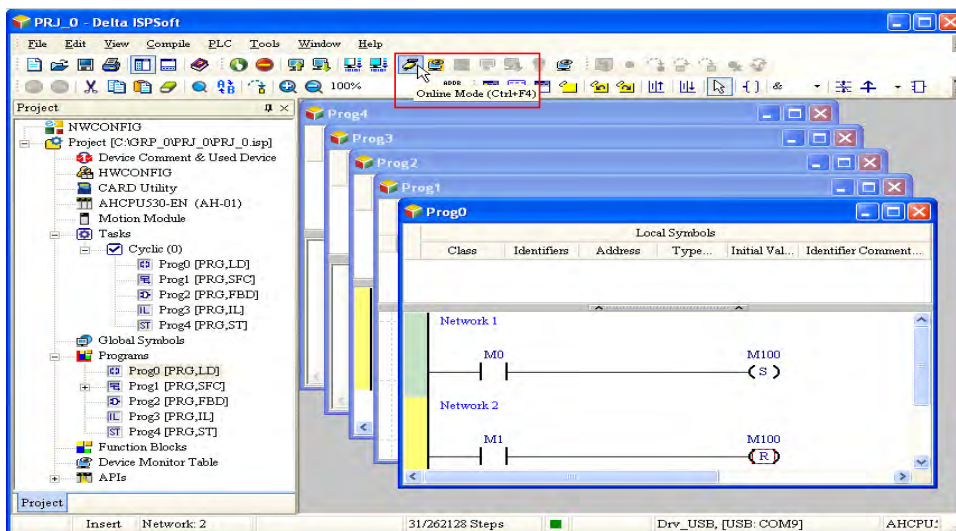 PRJ_0 - Delta ISPSoft
File Edit View Compile PLC Tools Window Help
100%
Online Mode (Ctrl+F4)
Project
NWCONFIG
Project [C:\GRP_0\PRJ_0\PRJ_0.isp]
Device Comment & Used Device
HWCONFIG
CARD Utility
AHCPU530-EN (AH-01)
Motion Module
Tasks
Cyclic (0)
Prog0 [PRG,LD]
Prog1 [PRG,SFC]
Prog2 [PRG,FBD]
Prog3 [PRG,IL]
Prog4 [PRG,ST]
Global Symbols
Programs
Prog0 [PRG,LD]
Prog1 [PRG,SFC]
Prog2 [PRG,FBD]
Prog3 [PRG,IL]
Prog4 [PRG,ST]
Function Blocks
Device Monitor Table
APIs
Project
Prog4
Prog3
Prog2
Prog1
Prog0
Local Symbols
Class Identifiers Address Type... Initial Val... Identifier Comment...
Network 1
M0 M100
S
Network 2
M1 M100
R
Insert Network: 2 31/262128 Steps Drv_USB, [USB: COM9] AHCPU: